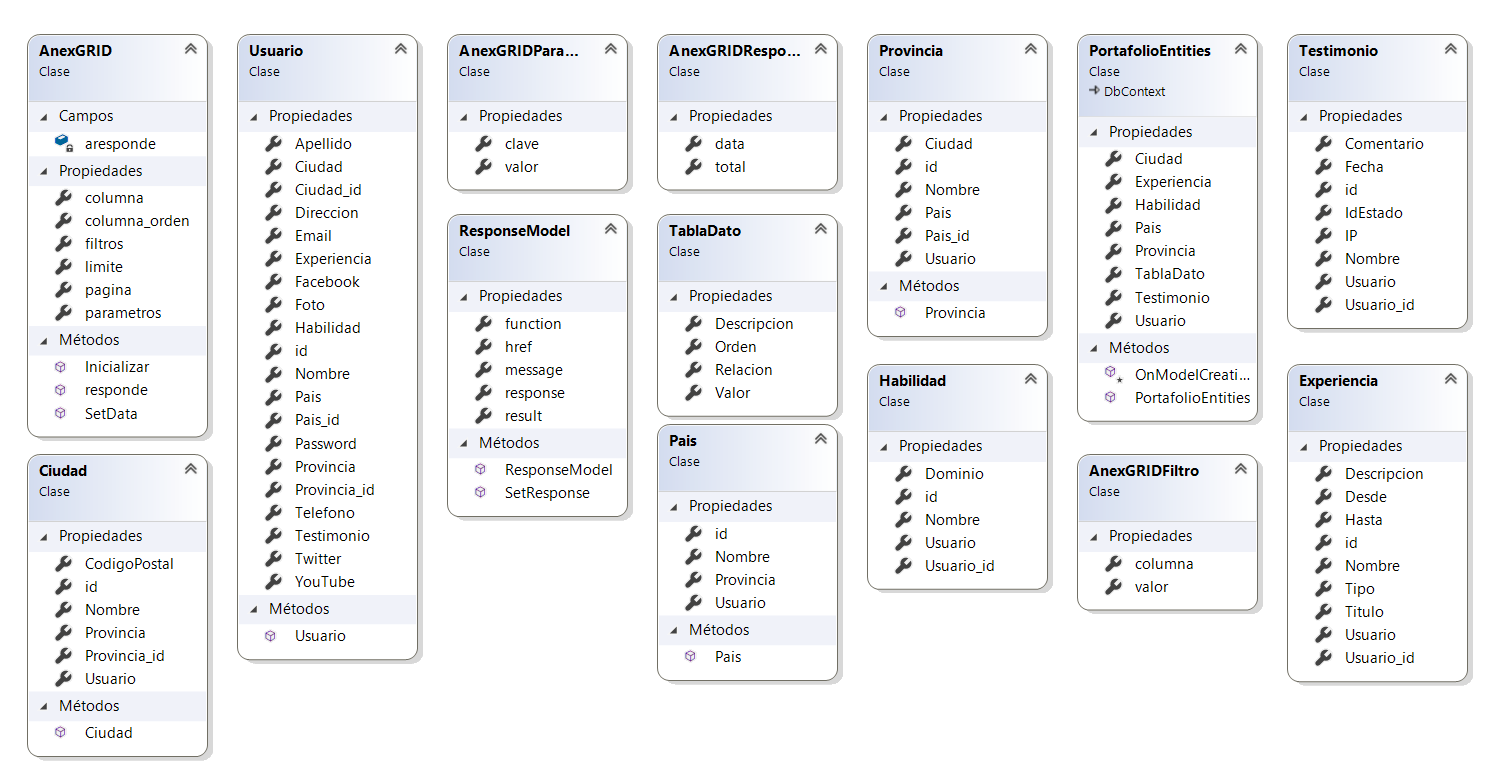 AnexGRID
Clase
Campos
aresponde
Propiedades
columna
columna_orden
filtros
limite
pagina
parametros
Métodos
Inicializar
responde
SetData
Ciudad
Clase
Propiedades
CodigoPostal
id
Nombre
Provincia
Provincia_id
Usuario
Métodos
Ciudad
Usuario
Clase
Propiedades
Apellido
Ciudad
Ciudad_id
Direccion
Email
Experiencia
Facebook
Foto
Habilidad
id
Nombre
Pais
Pais_id
Password
Provincia
Provincia_id
Telefono
Testimonio
Twitter
YouTube
Métodos
Usuario
AnexGRIDPara...
Clase
Propiedades
clave
valor
ResponseModel
Clase
Propiedades
function
href
message
response
result
Métodos
ResponseModel
SetResponse
AnexGRIDRespo...
Clase
Propiedades
data
total
TablaDato
Clase
Propiedades
Descripcion
Orden
Relacion
Valor
Pais
Clase
Propiedades
id
Nombre
Provincia
Usuario
Métodos
Pais
Provincia
Clase
Propiedades
Ciudad
id
Nombre
Pais
Pais_id
Usuario
Métodos
Provincia
Habilidad
Clase
Propiedades
Dominio
id
Nombre
Usuario
Usuario_id
PortafolioEntities
Clase
DbContext
Propiedades
Ciudad
Experiencia
Habilidad
Pais
Provincia
TablaDato
Testimonio
Usuario
Métodos
OnModelCreati...
PortafolioEntities
AnexGRIDFiltro
Clase
Propiedades
columna
valor
Testimonio
Clase
Propiedades
Comentario
Fecha
id
IdEstado
IP
Nombre
Usuario
Usuario_id
Experiencia
Clase
Propiedades
Descripcion
Desde
Hasta
id
Nombre
Tipo
Titulo
Usuario
Usuario_id